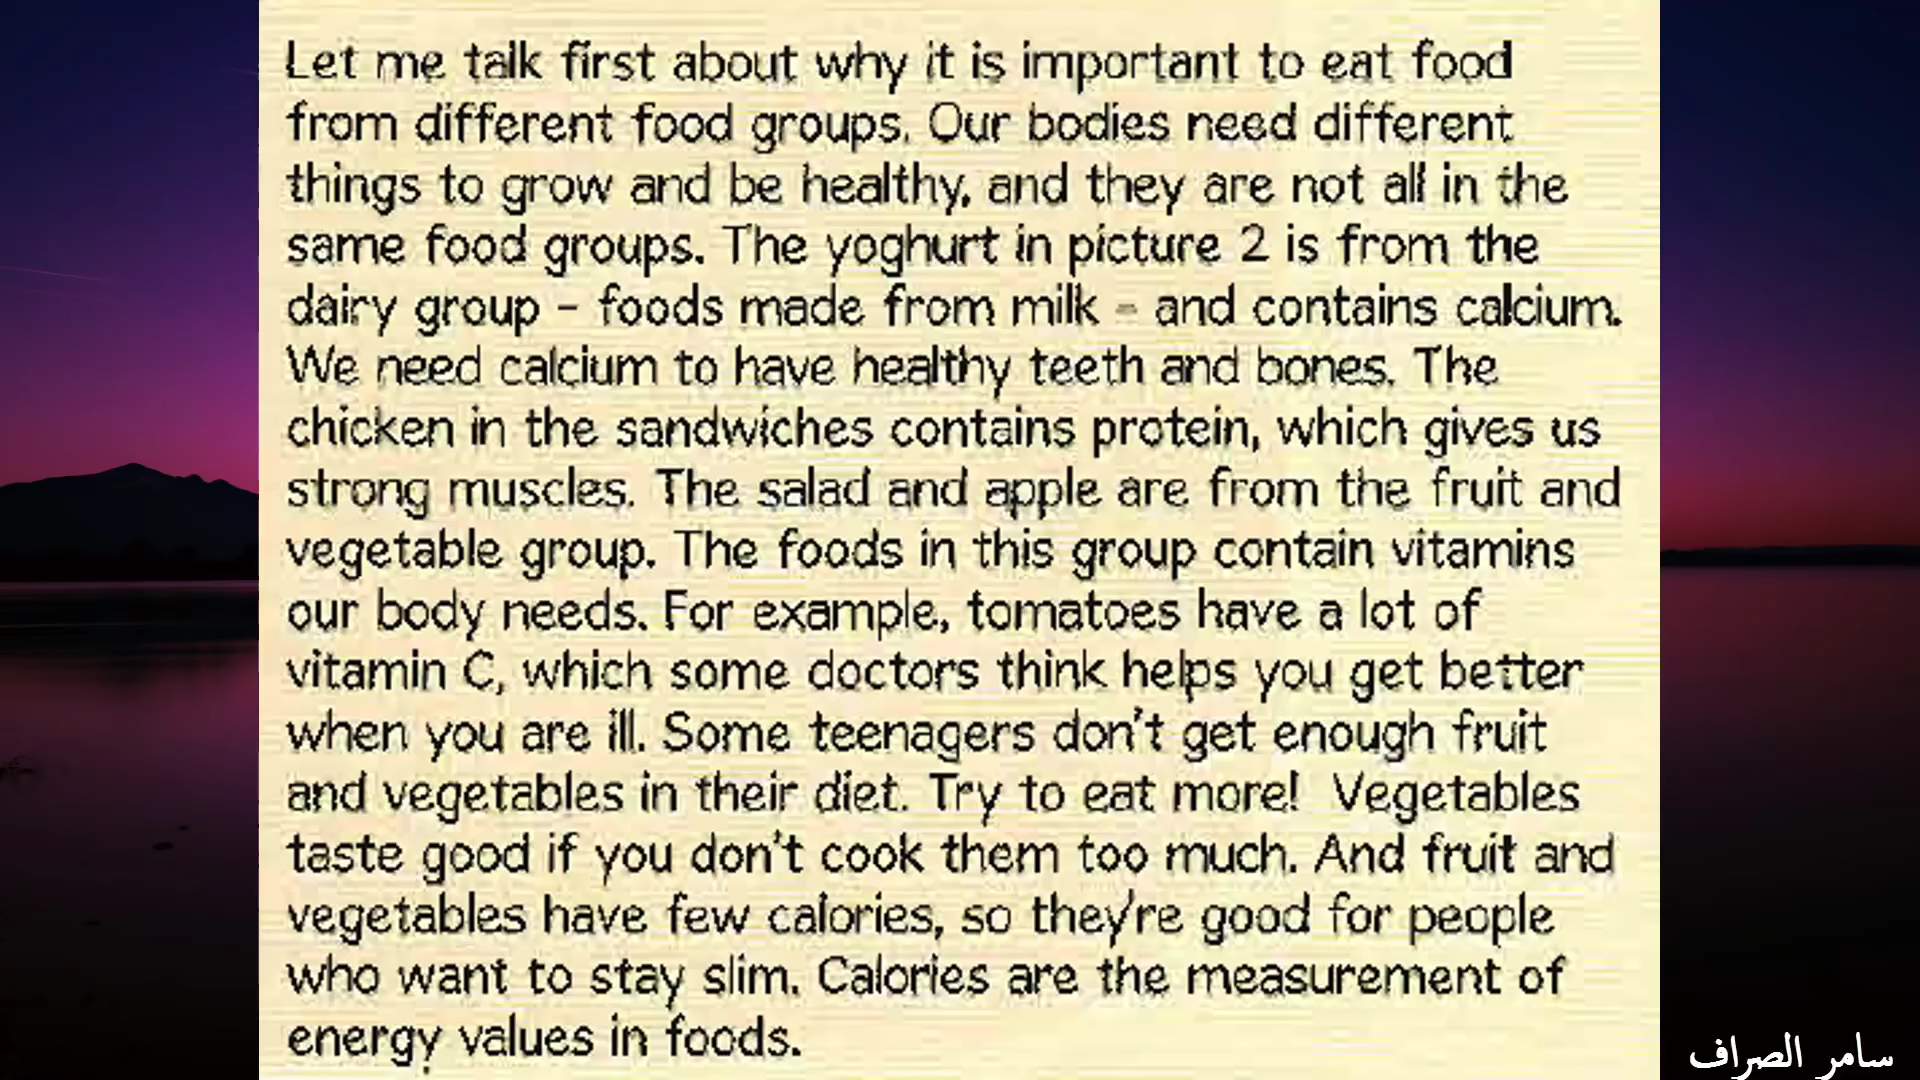 Let me talk first about why it is important to eat food
from different food groups. Our bodies need different
things to grow and be healthy, and they are not all in the
same food groups. The yoghurt in picture 2 is from the
dairy group - foods made from milk - and contains calcium.
We need calcium to have healthy teeth and bones. The
chicken in the sandwiches contains protein, which gives us
strong muscles. The salad and apple are from the fruit and
vegetable group. The foods in this group contain vitamins
our body needs. For example, tomatoes have a lot of
vitamin C, which some doctors think helps you get better
when you are ill. Some teenagers don't get enough fruit
and vegetables in their diet. Try to eat more! Vegetables
taste good if you don't cook them too much. And fruit and
vegetables have few calories, so they're good for people
who want to stay slim. Calories are the measurement of
energy values in foods.
سامر الصراف